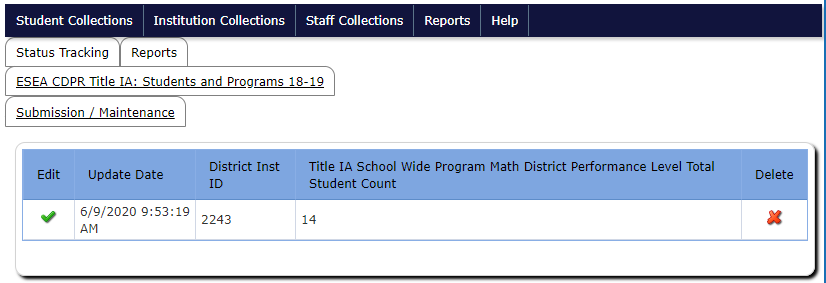 Student Collections Institution Collections Staff Collections Reports Help
Status Tracking Reports
ESEA CDPR Title IA: Students and Programs 18-19
Submission / Maintenance
Edit Update Date District Inst ID Title IA School Wide Program Math District Performance Level Total Student Count Delete
6/9/2020 9:53:19 AM 2243 14